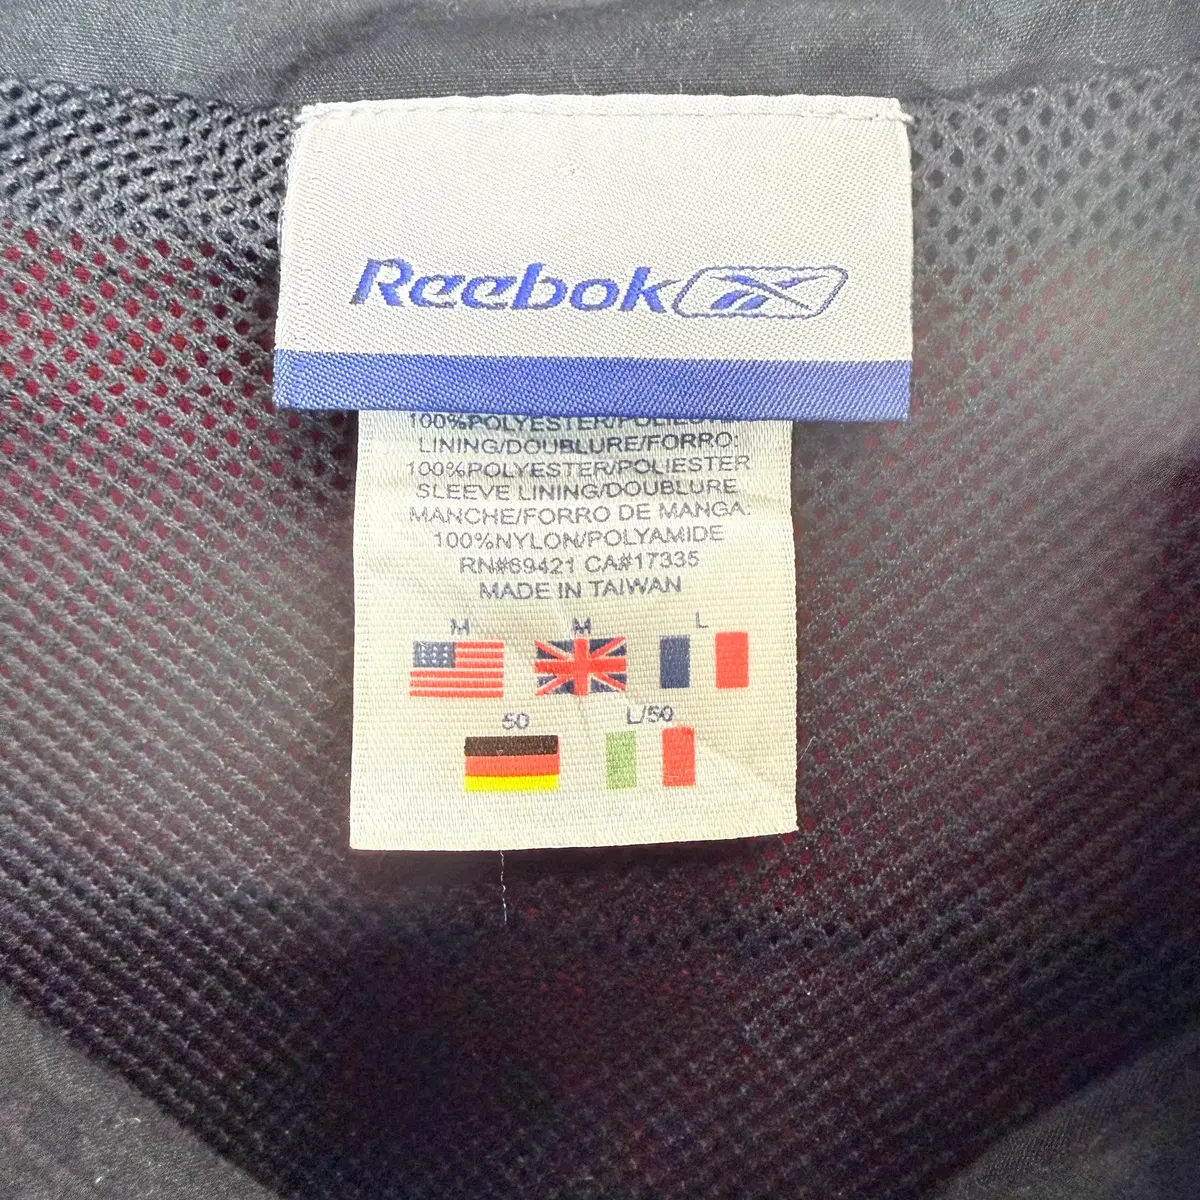 Reebok
100%POLYESTER/POLIESTER
LINING/DOUBLURE/FORRO:
100%POLYESTER/POLIESTER
SLEEVE LINING/DOUBLURE
MANCHE/FORRO DE MANGA:
100%NYLON/POLYAMIDE
RN#69421 CA#17335
MADE IN TAIWAN
M M L
50 L/50